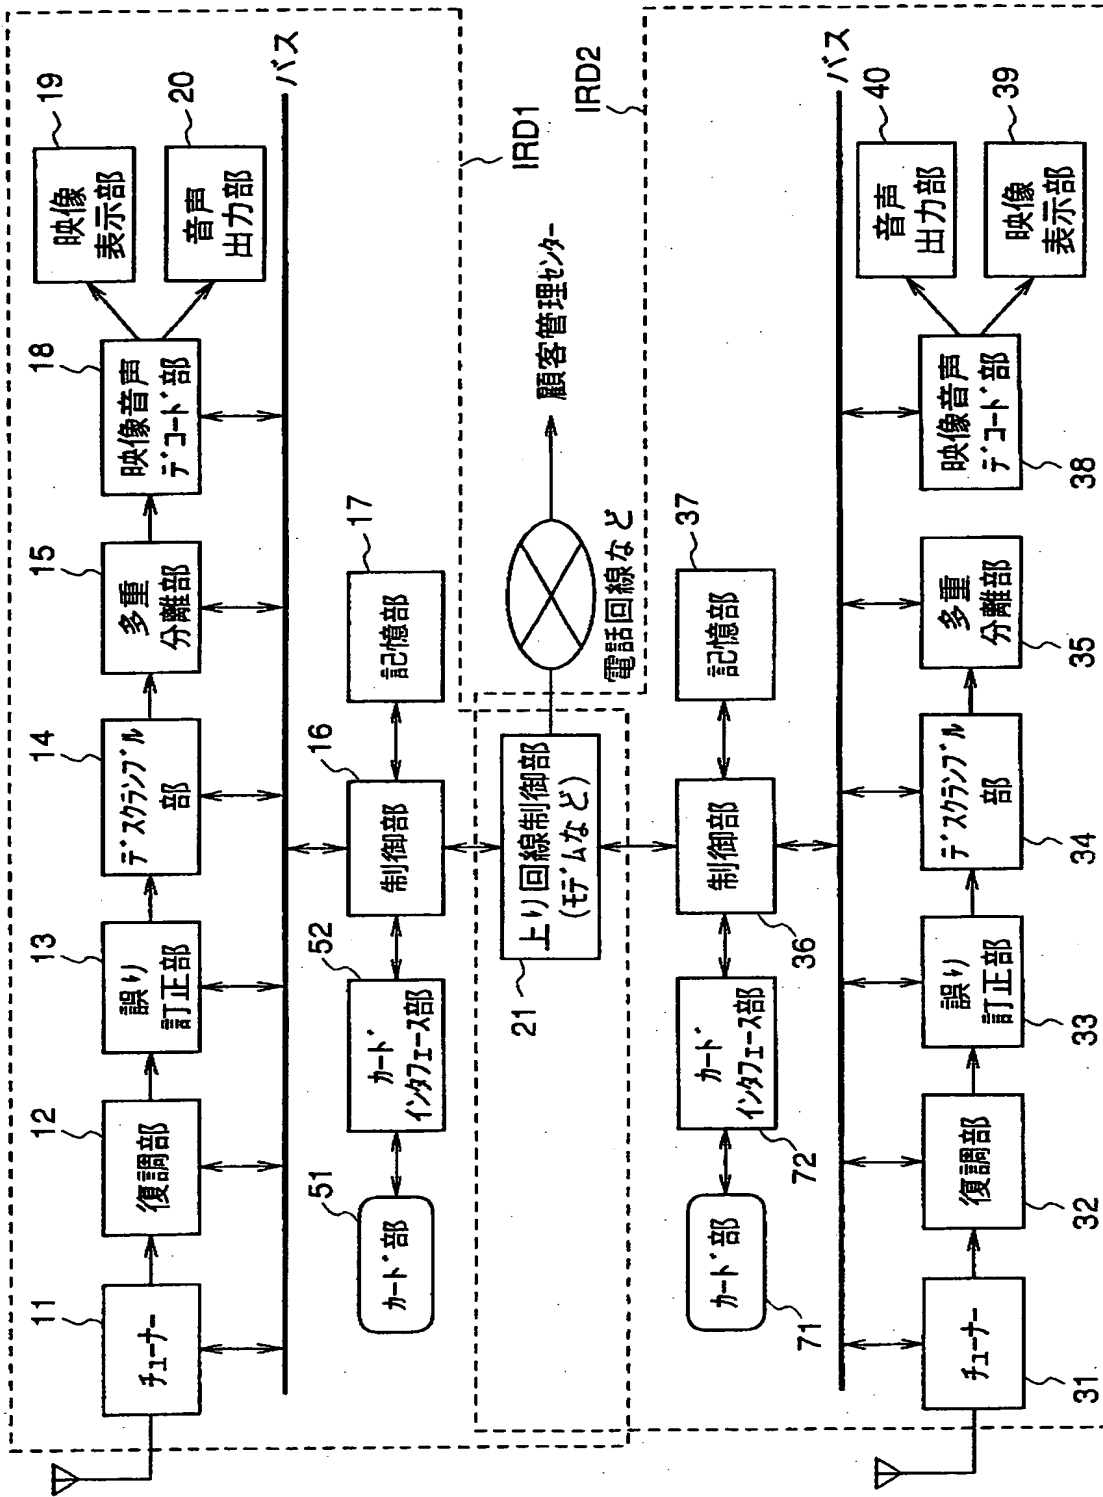 11
12
13
14
15
18
19
20
チューナー
復調部
誤り
訂正部
デスクランブル
部
多重
分離部
映像音声
デコード部
映像
表示部
音声
出力部
バス
51
52
16
17
カード部
カード
インタフェース部
制御部
記憶部
IRD1
21
上り回線制御部
(モデムなど)
顧客管理センター
電話回線など
IRD2
カード部
カード
インタフェース部
制御部
記憶部
71
72
36
37
バス
チューナー
復調部
誤り
訂正部
デスクランブル
部
多重
分離部
映像音声
デコード部
音声
出力部
映像
表示部
31
32
33
34
35
38
40
39